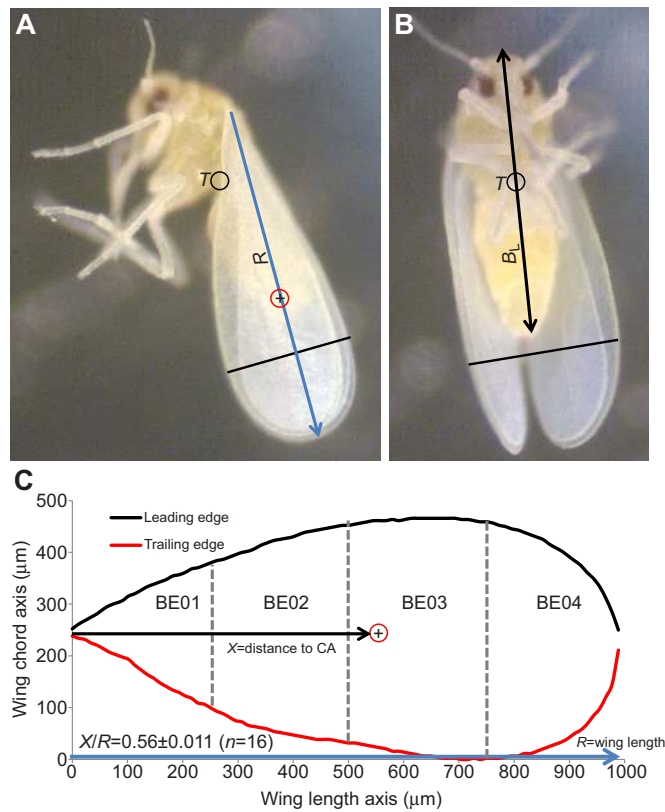 A
B
T
R
T
B_L
C
500
400
300
200
100
0
Wing chord axis (μm)
Leading edge
Trailing edge
BE01
BE02
BE03
BE04
X=distance to CA
X/R=0.56±0.011 (n=16)
R=wing length
0 100 200 300 400 500 600 700 800 900 1000
Wing length axis (μm)